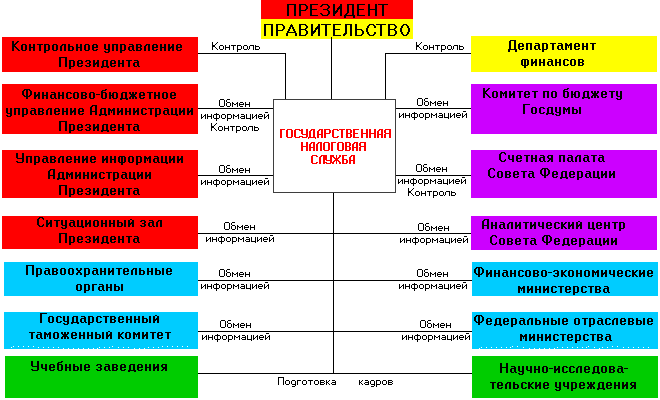 ПРЕЗИДЕНТ
ПРАВИТЕЛЬСТВО
Контрольное управление
Президента
Контроль
Контроль
Департамент
финансов
Финансово-бюджетное
управление Администрации
Президента
Обмен
информацией
Контроль
Обмен
информацией
Комитет по бюджету
Госдумы
ГОСУДАРСТВЕННАЯ
НАЛОГОВАЯ
СЛУЖБА
Управление информации
Администрации
Президента
Обмен
информацией
Обмен
информацией
Контроль
Счетная палата
Совета Федерации
Ситуационный зал
Президента
Обмен
информацией
Обмен
информацией
Аналитический центр
Совета Федерации
Правоохранительные
органы
Обмен
информацией
Обмен
информацией
Финансово-экономические
министерства
Государственный
таможенный комитет
Обмен
информацией
Обмен
информацией
Федеральные отраслевые
министерства
Учебные заведения
Подготовка кадров
Научно-исследова-
тельские учреждения